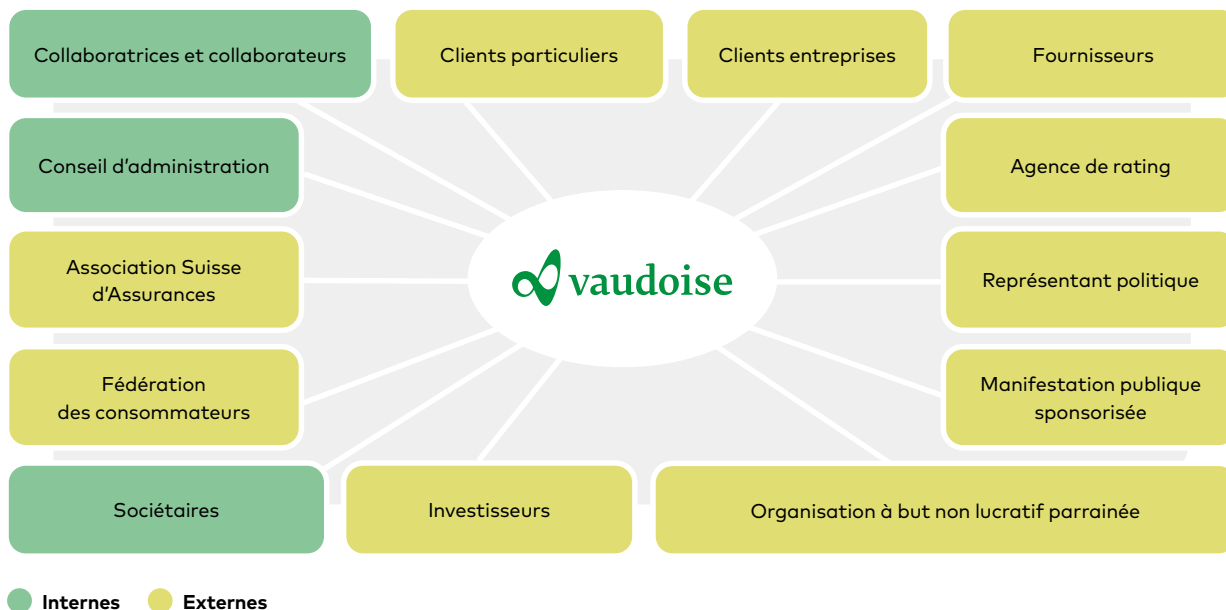 Collaboratrices et collaborateurs
Clients particuliers
Clients entreprises
Fournisseurs
Conseil d'administration
Agence de rating
Association Suisse
d'Assurances
vaudoise
Représentant politique
Fédération
des consommateurs
Manifestation publique
sponsorisée
Sociétaires
Investisseurs
Organisation à but non lucratif parrainée
Internes
Externes